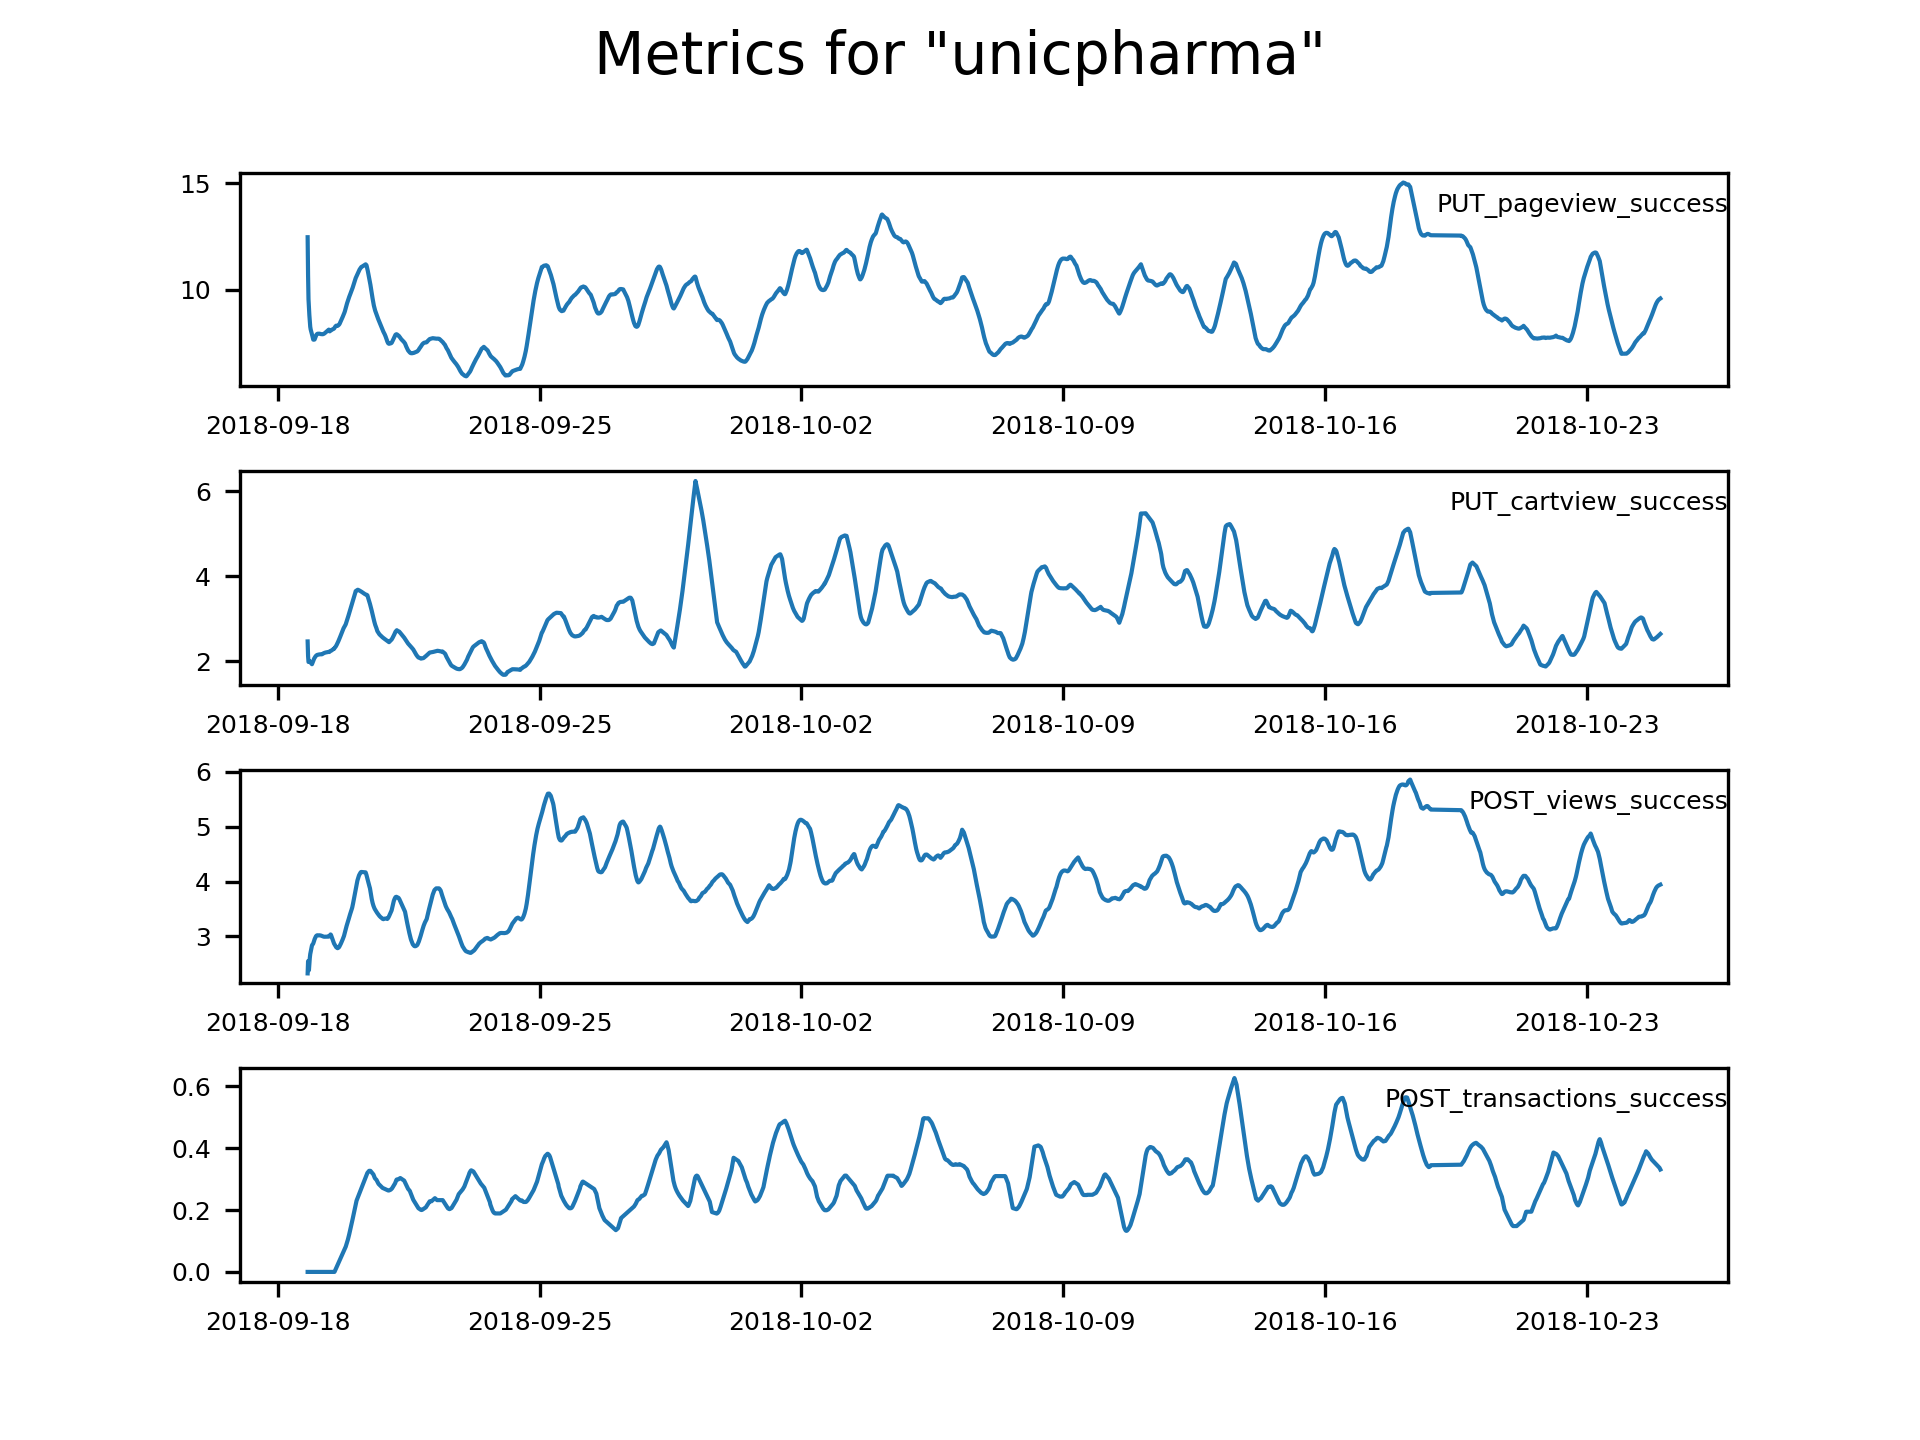 Metrics for "unicpharma"
15
10
PUT_pageview_success
2018-09-18 2018-09-25 2018-10-02 2018-10-09 2018-10-16 2018-10-23
6
4
2
PUT_cartview_success
2018-09-18 2018-09-25 2018-10-02 2018-10-09 2018-10-16 2018-10-23
6
5
4
3
POST_views_success
2018-09-18 2018-09-25 2018-10-02 2018-10-09 2018-10-16 2018-10-23
0.6
0.4
0.2
0.0
POST_transactions_success
2018-09-18 2018-09-25 2018-10-02 2018-10-09 2018-10-16 2018-10-23